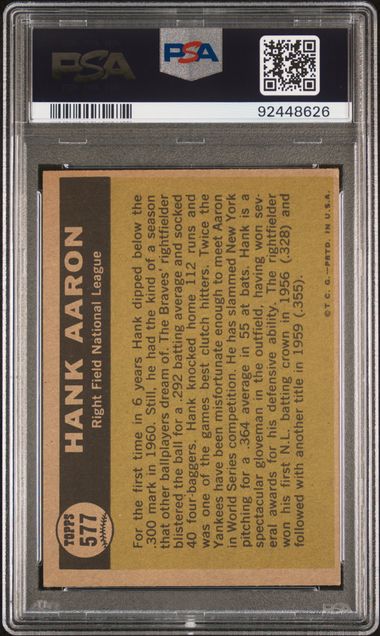 PSA
PSA
92448626
TOPPS
577
HANK AARON
Right Field National League
For the first time in 6 years Hank dipped below the
.300 mark in 1960. Still, he had the kind of a season
that other ballplayers dream of. The Braves' rightfielder
blistered the ball for a .292 batting average and socked
40 four-baggers. Hank knocked home 112 runs and
was one of the games best clutch hitters. Twice the
Yankees have been misfortunate enough to meet Aaron
in World Series competition. He has slammed New York
pitching for a .364 average in 55 at bats. Hank is a
spectacular gloveman in the outfield, having won sev-
eral awards for his defensive ability. The rightfielder
won his first N.L. batting crown in 1956 (.328) and
followed with another title in 1959 (.355).
© T. C. G.—PRTD. IN U.S.A.